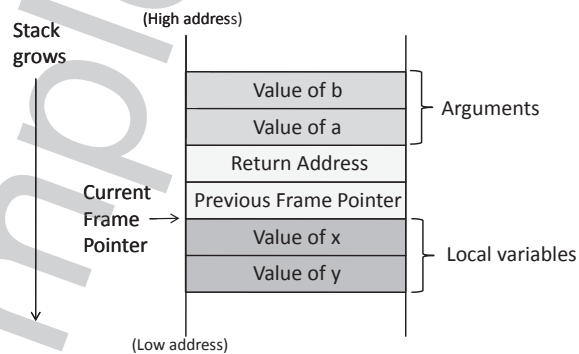 (High address)
Stack
grows
Value of b
Value of a
Arguments
Return Address
Previous Frame Pointer
Current
Frame
Pointer
Value of x
Value of y
Local variables
(Low address)